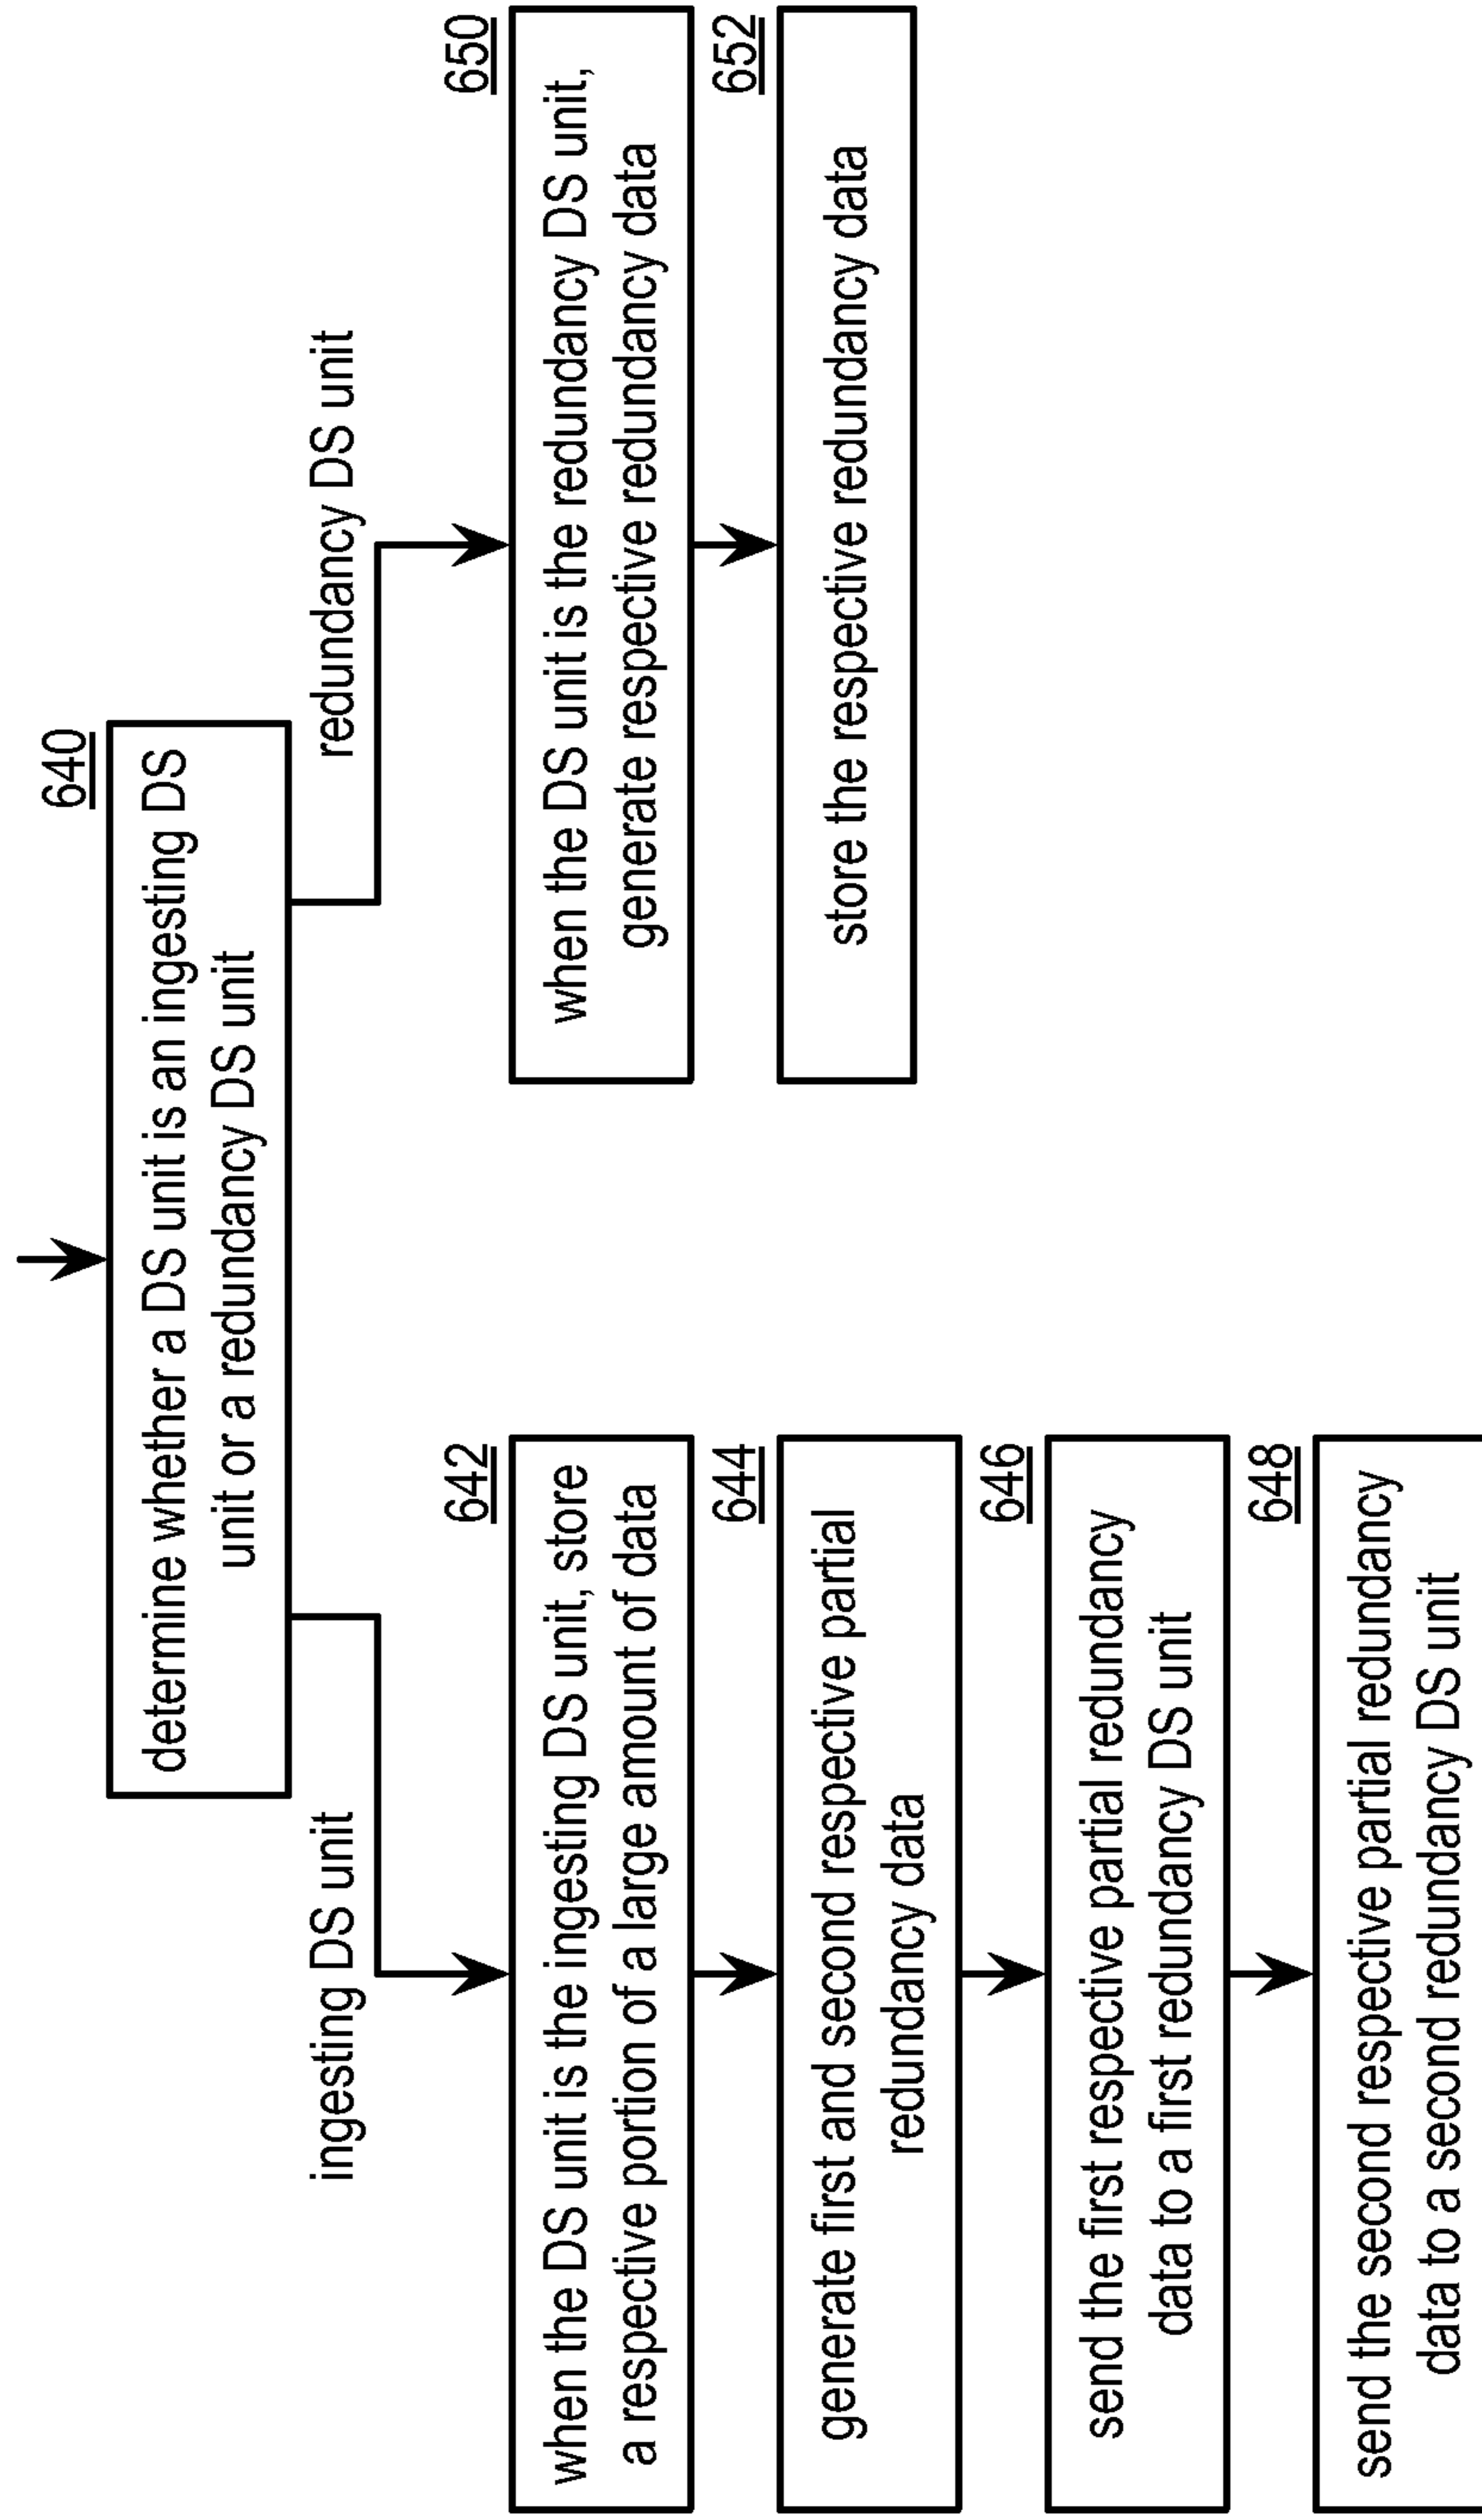 640
determine whether a DS unit is an ingesting DS
unit or a redundancy DS unit
ingesting DS unit
redundancy DS unit
642
when the DS unit is the ingesting DS unit, store
a respective portion of a large amount of data
644
generate first and second respective partial
redundancy data
646
send the first respective partial redundancy
data to a first redundancy DS unit
648
send the second respective partial redundancy
data to a second redundancy DS unit
650
when the DS unit is the redundancy DS unit,
generate respective redundancy data
652
store the respective redundancy data